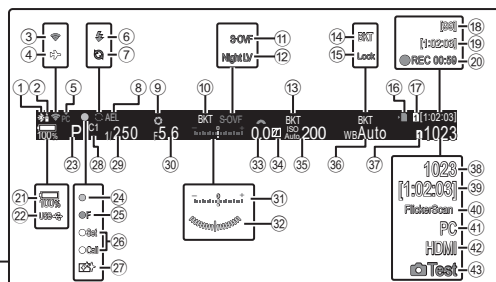 ① ② ③ ④ ⑤ ⑥ ⑦ ⑧ ⑨ ⑩ ⑪ ⑫ ⑬ ⑭ ⑮ ⑯ ⑰ ⑱ ⑲ ⑳
S-OVF
Night LV
BKT
Lock
[99]
[1:02:03]
REC 00:59
PC AEL BKT S-OVF BKT BKT [1:02:03]
100% P C1 1/250 F5.6 0.0 ISO Auto 200 WBAuto 1023
㉓ ㉘ ㉙ ㉚ ㉝ ㉞ ㉟ ㊱ ㊲
㉑ 100%
㉒ USB
㉔
㉕ F
㉖ Sel
Call
㉗
㉛
㉜
1023 ㊳
[1:02:03] ㊴
FlickerScan ㊵
PC ㊶
HDMI ㊷
Test ㊸